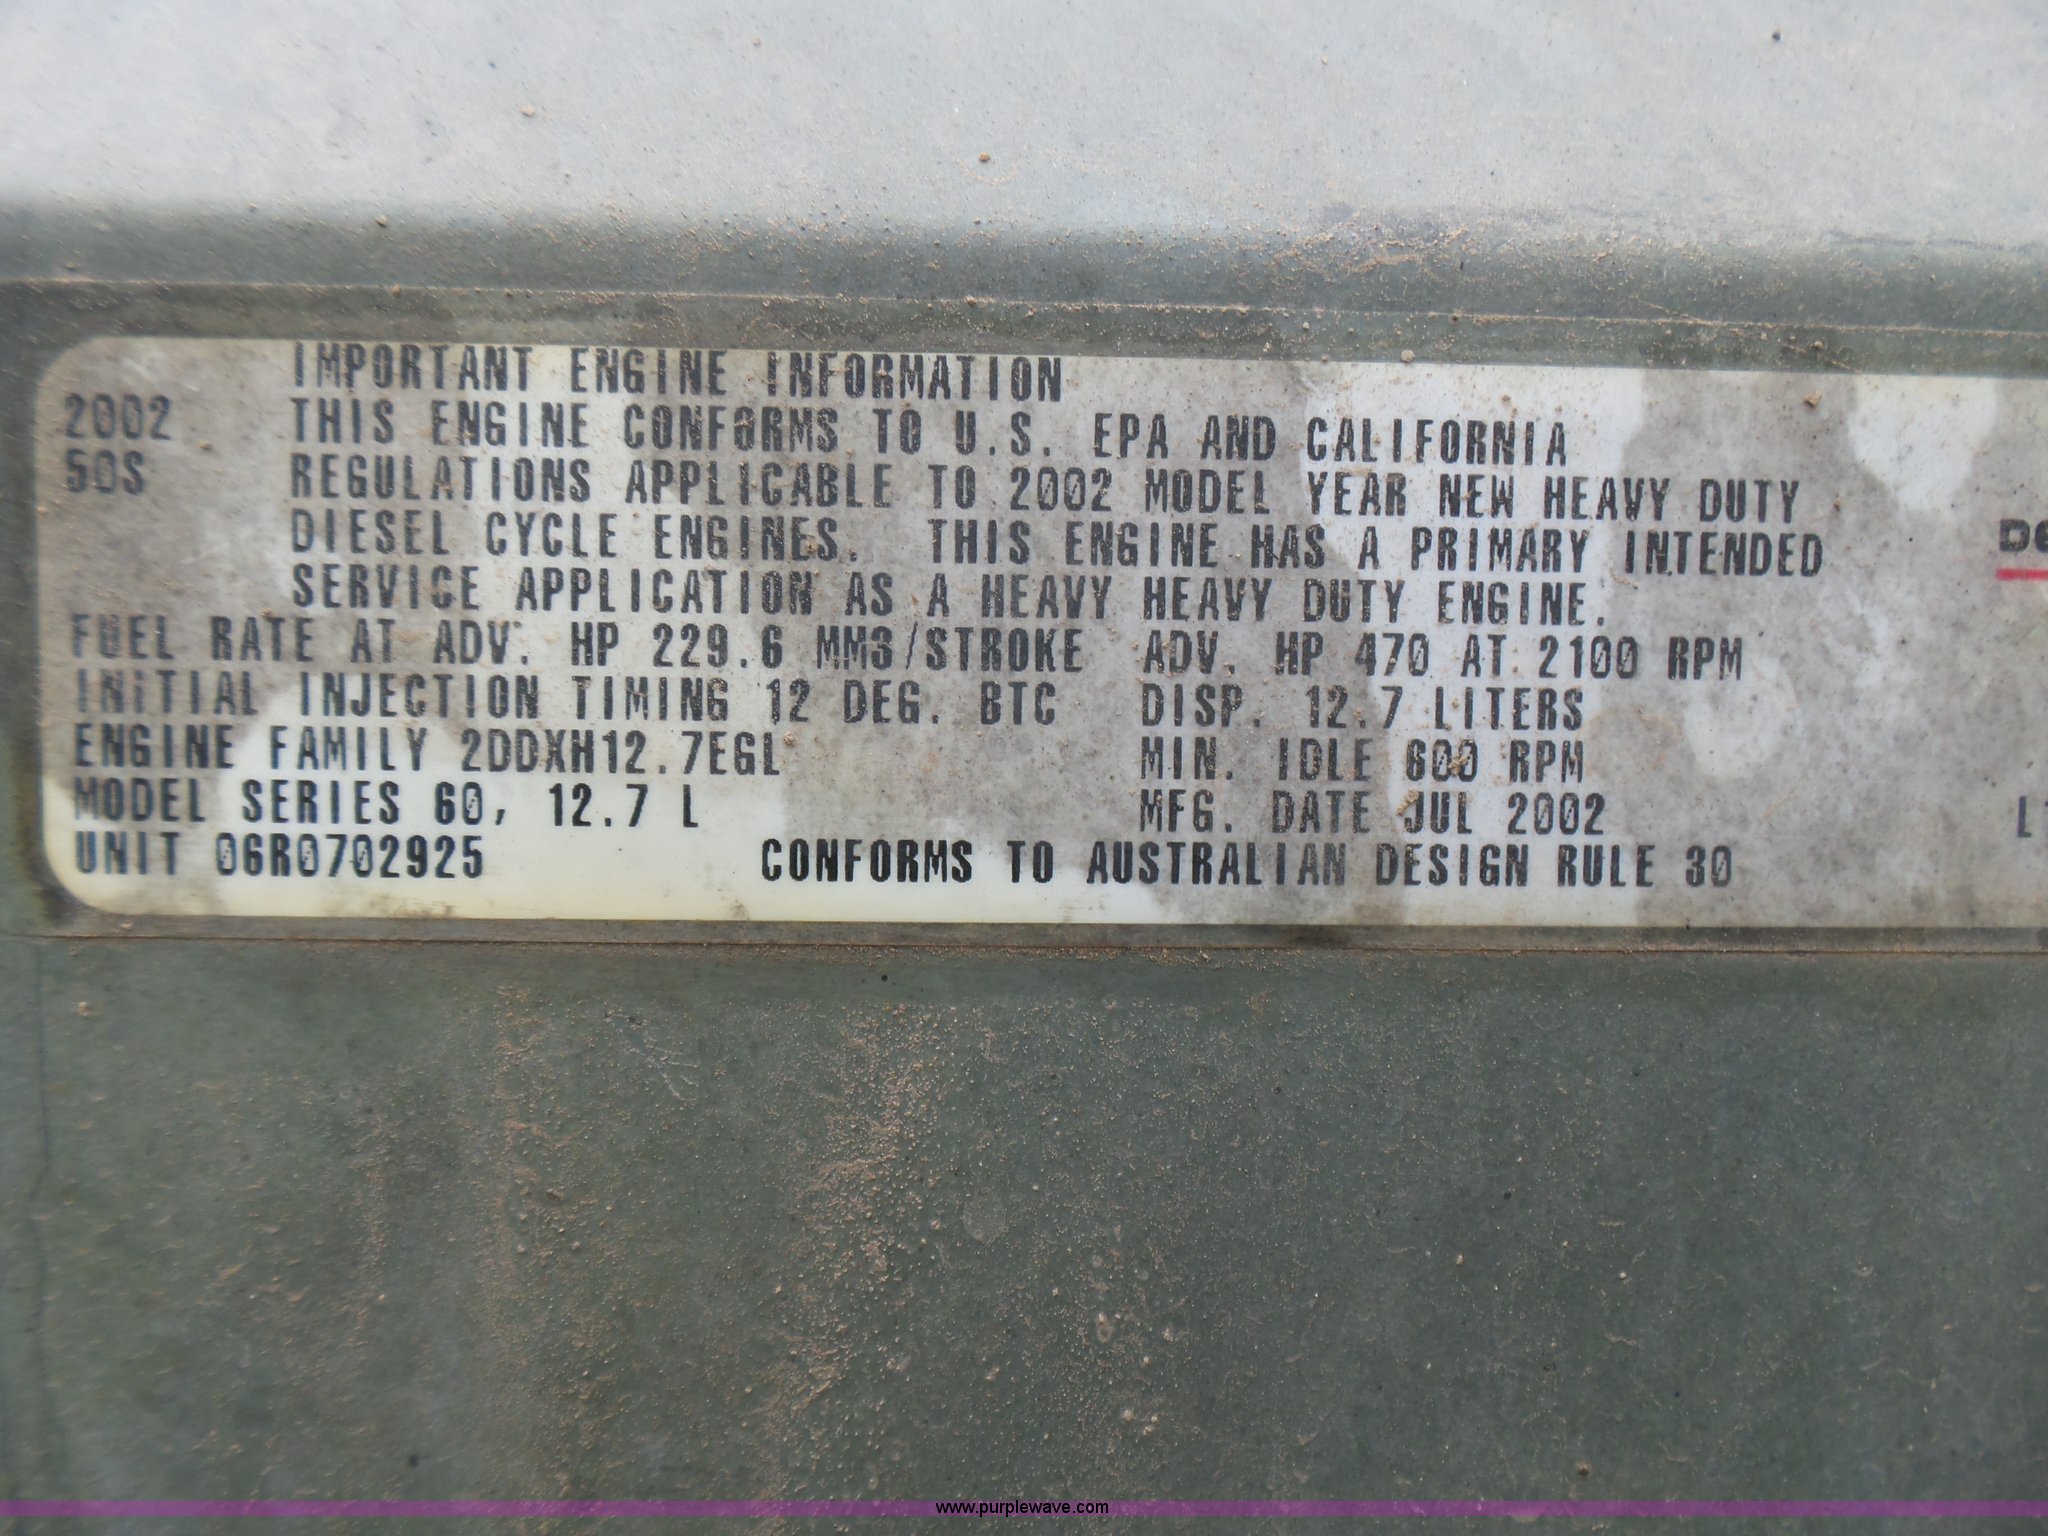 IMPORTANT ENGINE INFORMATION
2002 THIS ENGINE CONFORMS TO U.S. EPA AND CALIFORNIA
50S REGULATIONS APPLICABLE TO 2002 MODEL YEAR NEW HEAVY DUTY
DIESEL CYCLE ENGINES. THIS ENGINE HAS A PRIMARY INTENDED
SERVICE APPLICATION AS A HEAVY HEAVY DUTY ENGINE.
FUEL RATE AT ADV. HP 229.6 MM3/STROKE ADV. HP 470 AT 2100 RPM
INITIAL INJECTION TIMING 12 DEG. BTC DISP. 12.7 LITERS
ENGINE FAMILY 2DDXH12.7EGL MIN. IDLE 600 RPM
MODEL SERIES 60, 12.7 L MFG. DATE JUL 2002
UNIT 06R0702925 CONFORMS TO AUSTRALIAN DESIGN RULE 30
www.purplewave.com